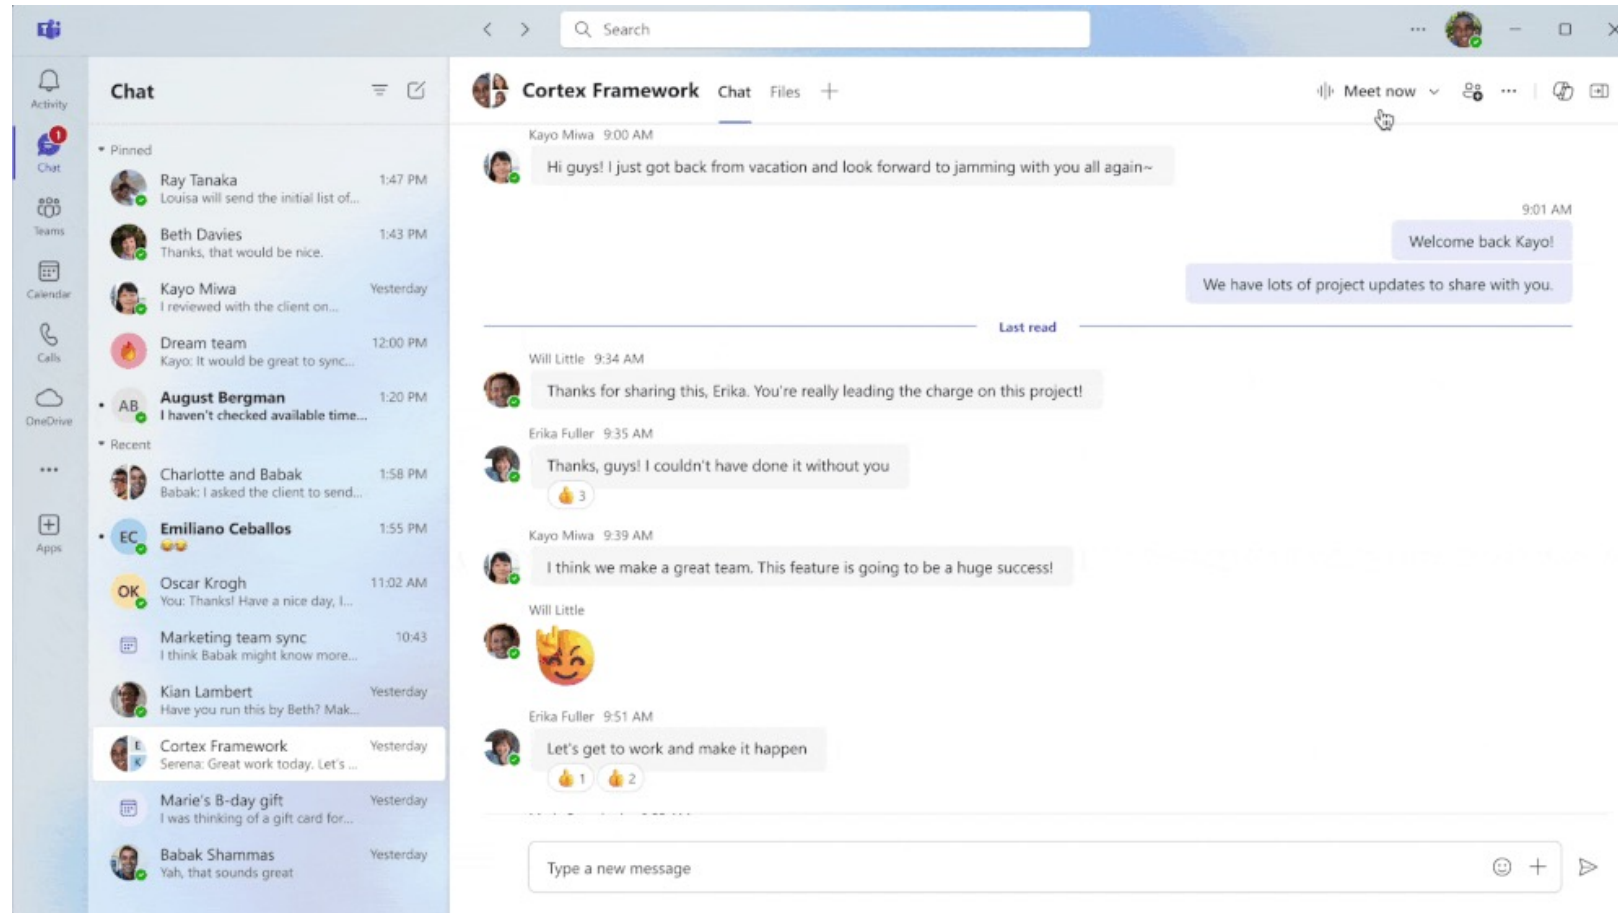 Search
Activity
1
Chat
Teams
Calendar
Calls
OneDrive
Apps
Chat
Pinned
Ray Tanaka 1:47 PM
Louisa will send the initial list of...
Beth Davies 1:43 PM
Thanks, that would be nice.
Kayo Miwa Yesterday
I reviewed with the client on...
Dream team 12:00 PM
Kayo: It would be great to sync...
AB August Bergman 1:20 PM
I haven't checked available time...
Recent
Charlotte and Babak 1:58 PM
Babak: I asked the client to send...
EC Emiliano Ceballos 1:55 PM
OK Oscar Krogh 11:02 AM
You: Thanks! Have a nice day, I...
Marketing team sync 10:43
I think Babak might know more...
Kian Lambert Yesterday
Have you run this by Beth? Mak...
E K Cortex Framework Yesterday
Serena: Great work today. Let's ...
Marie's B-day gift Yesterday
I was thinking of a gift card for...
Babak Shammas Yesterday
Yah, that sounds great
Cortex Framework Chat Files Meet now
Kayo Miwa 9:00 AM
Hi guys! I just got back from vacation and look forward to jamming with you all again~
9:01 AM
Welcome back Kayo!
We have lots of project updates to share with you.
Last read
Will Little 9:34 AM
Thanks for sharing this, Erika. You're really leading the charge on this project!
Erika Fuller 9:35 AM
Thanks, guys! I couldn't have done it without you
3
Kayo Miwa 9:39 AM
I think we make a great team. This feature is going to be a huge success!
Will Little
Erika Fuller 9:51 AM
Let's get to work and make it happen
1 2
Type a new message